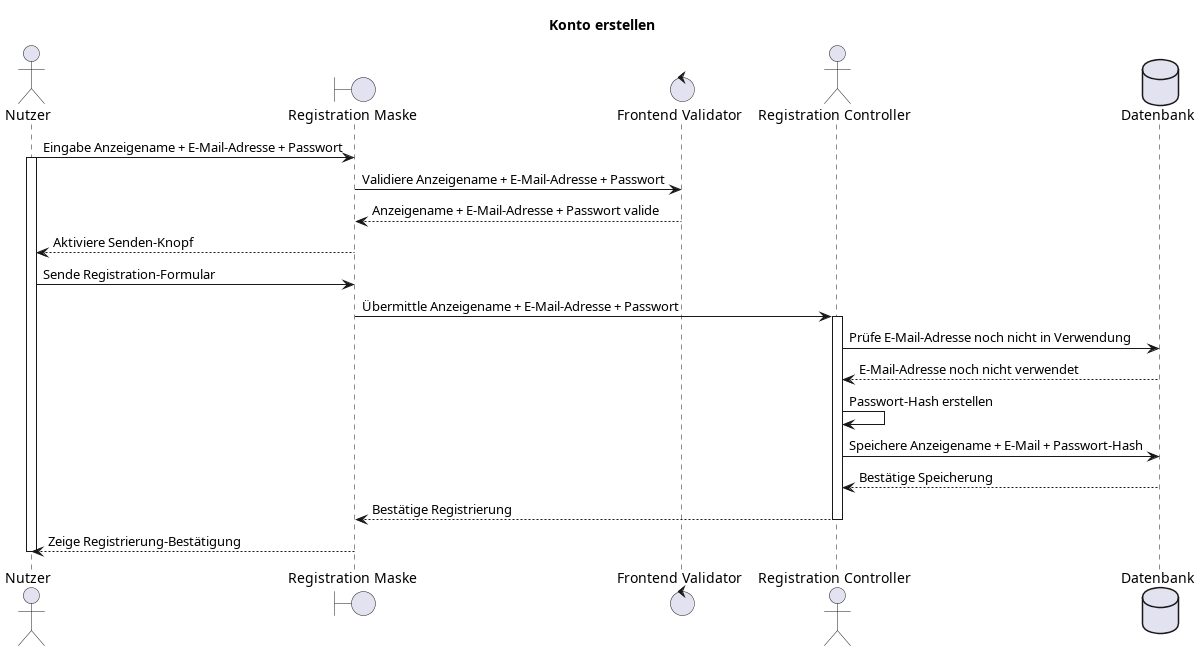 Konto erstellen
Nutzer
Registration Maske
Frontend Validator
Registration Controller
Datenbank
Eingabe Anzeigename + E-Mail-Adresse + Passwort
Validiere Anzeigename + E-Mail-Adresse + Passwort
Anzeigename + E-Mail-Adresse + Passwort valide
Aktiviere Senden-Knopf
Sende Registration-Formular
Übermittle Anzeigename + E-Mail-Adresse + Passwort
Prüfe E-Mail-Adresse noch nicht in Verwendung
E-Mail-Adresse noch nicht verwendet
Passwort-Hash erstellen
Speichere Anzeigename + E-Mail + Passwort-Hash
Bestätige Speicherung
Bestätige Registrierung
Zeige Registrierung-Bestätigung
Nutzer
Registration Maske
Frontend Validator
Registration Controller
Datenbank